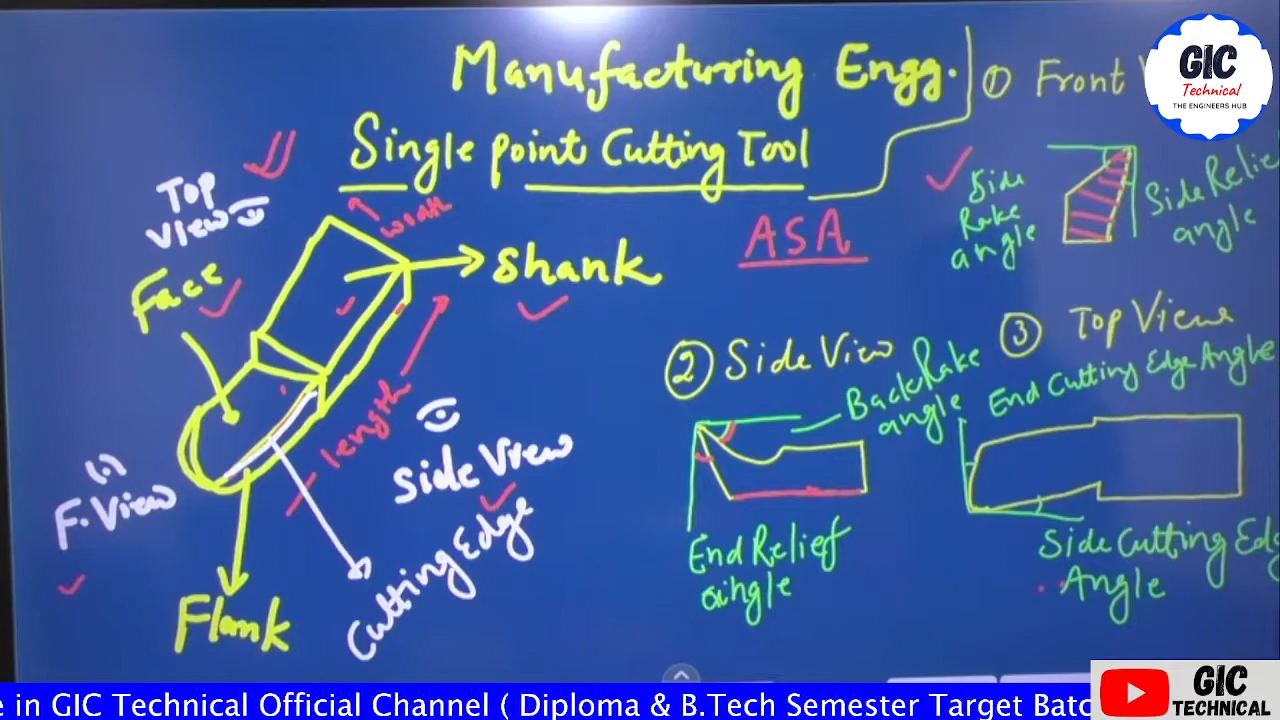 Manufacturing Engg.
Single point Cutting Tool
ASA
Top
View
Face
width
Shank
length
Side View
Cutting Edge
F. View
Flank
① Front
Side
Rake
angle
Side Relie
angle
② Side View
Back Rake
angle
End Relief
angle
③ Top View
End Cutting Edge Angle
Side Cutting Ed
Angle
GIC
Technical
THE ENGINEERS HUB
e in GIC Technical Official Channel ( Diploma & B.Tech Semester Target Batc
GIC
TECHNICAL